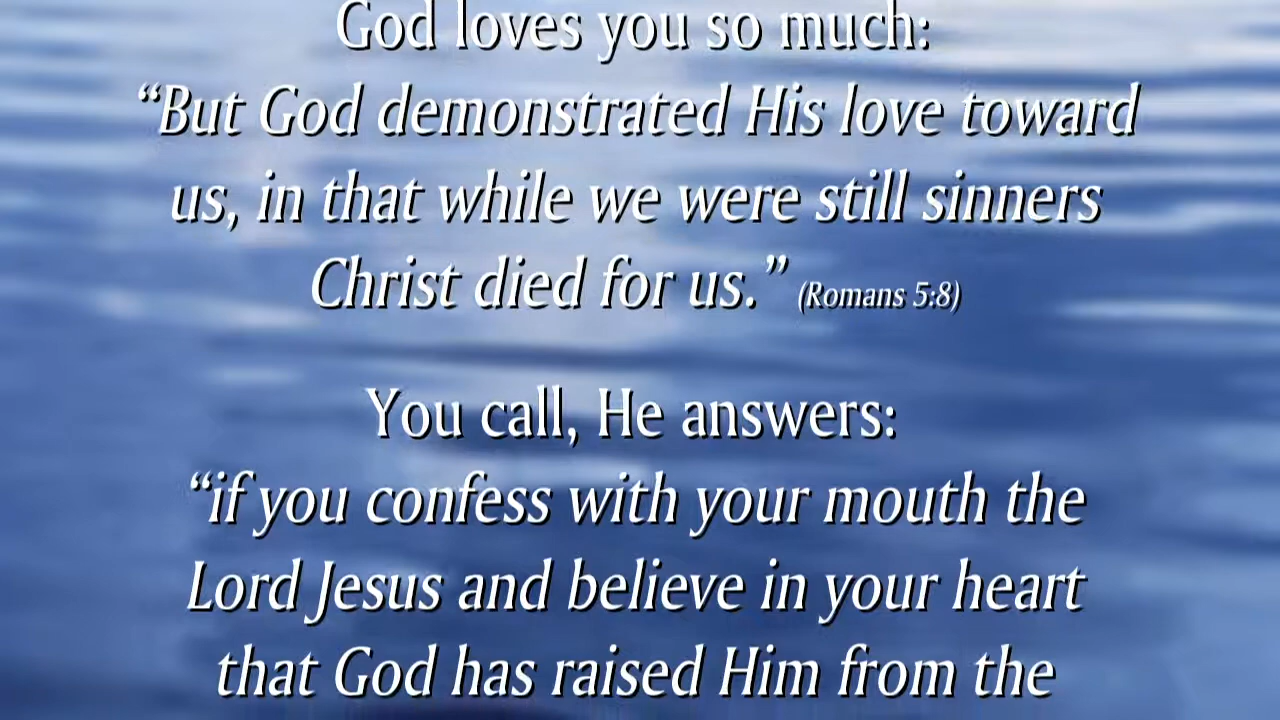 God loves you so much:
“But God demonstrated His love toward
us, in that while we were still sinners
Christ died for us.” (Romans 5:8)
You call, He answers:
“if you confess with your mouth the
Lord Jesus and believe in your heart
that God has raised Him from the